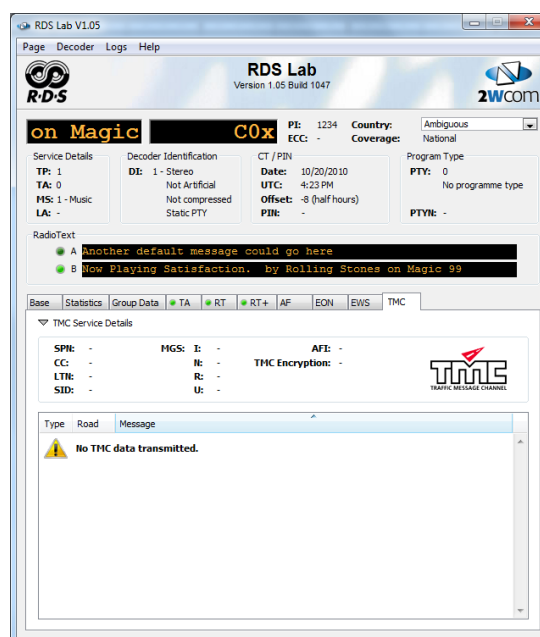 RDS Lab V1.05
Page Decoder Logs Help
R·D·S
RDS Lab
Version 1.05 Build 1047
2WCOM
on Magic
C0x
PI: 1234 Country: Ambiguous
ECC: - Coverage: National
Service Details
TP: 1
TA: 0
MS: 1 - Music
LA: -
Decoder Identification
DI: 1 - Stereo
Not Artificial
Not compressed
Static PTY
CT / PIN
Date: 10/20/2010
UTC: 4:23 PM
Offset: -8 (half hours)
PIN: -
Program Type
PTY: 0
No programme type
PTYN: -
RadioText
A Another default message could go here
B Now Playing Satisfaction. by Rolling Stones on Magic 99
Base Statistics Group Data TA RT RT+ AF EON EWS TMC
TMC Service Details
SPN: - MGS: I: - AFI: -
CC: - N: - TMC Encryption: -
LTN: - R: -
SID: - U: -
TMC
TRAFFIC MESSAGE CHANNEL
Type Road Message
No TMC data transmitted.